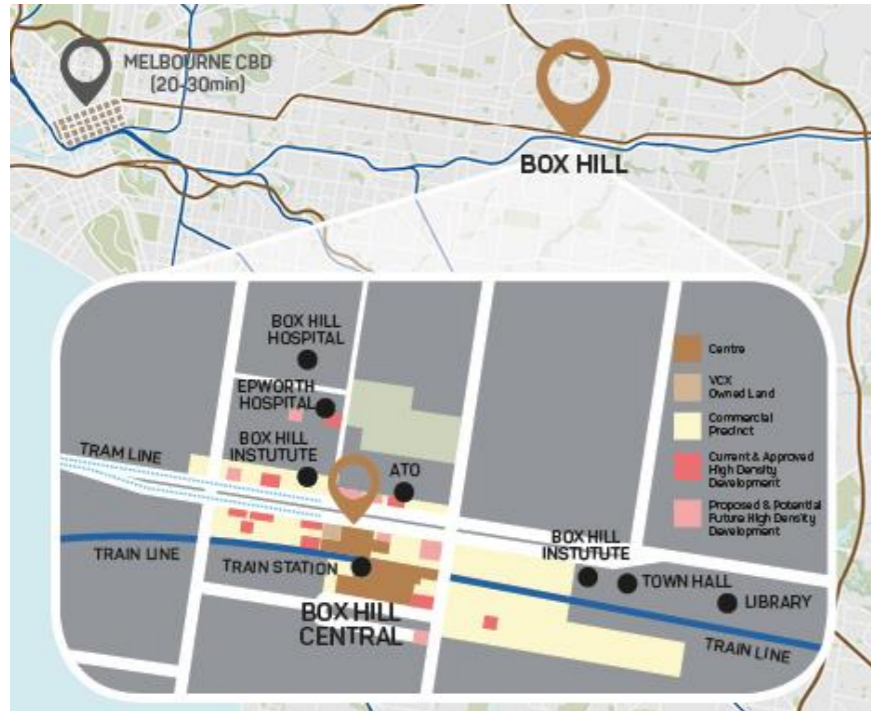 MELBOURNE CBD
(20-30min)
BOX HILL
BOX HILL
HOSPITAL
EPWORTH
HOSPITAL
BOX HILL
INSTUTUTE
ATO
TRAM LINE
TRAIN LINE
TRAIN STATION
BOX HILL
CENTRAL
BOX HILL
INSTUTE
TOWN HALL
LIBRARY
TRAIN LINE
Centre
VCX
Owned Land
Commercial
Precinct
Current & Approved
High Density
Development
Proposed & Potential
Future High Density
Development